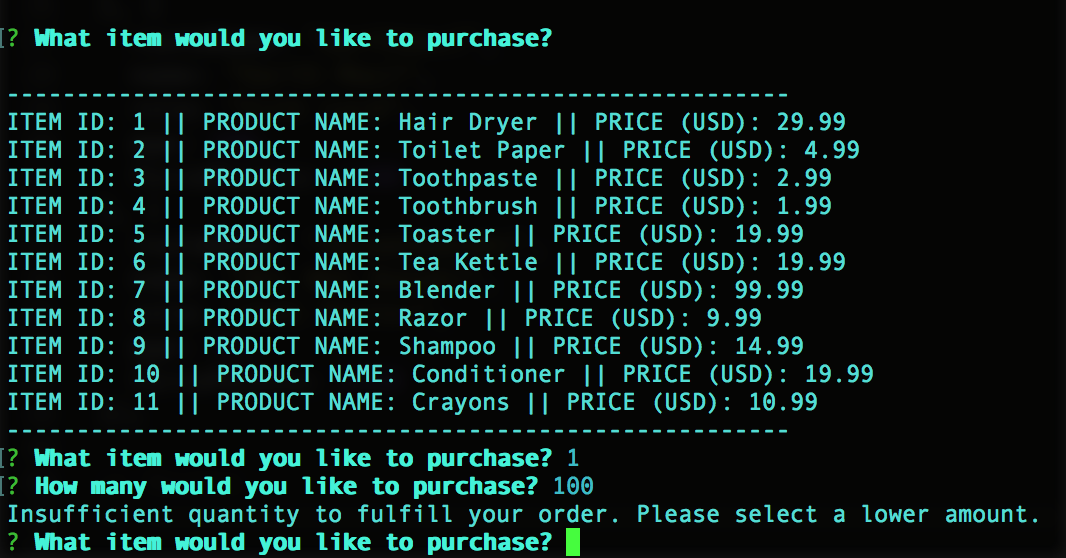 ? What item would you like to purchase?
--------------------------------------------------------
ITEM ID: 1 || PRODUCT NAME: Hair Dryer || PRICE (USD): 29.99
ITEM ID: 2 || PRODUCT NAME: Toilet Paper || PRICE (USD): 4.99
ITEM ID: 3 || PRODUCT NAME: Toothpaste || PRICE (USD): 2.99
ITEM ID: 4 || PRODUCT NAME: Toothbrush || PRICE (USD): 1.99
ITEM ID: 5 || PRODUCT NAME: Toaster || PRICE (USD): 19.99
ITEM ID: 6 || PRODUCT NAME: Tea Kettle || PRICE (USD): 19.99
ITEM ID: 7 || PRODUCT NAME: Blender || PRICE (USD): 99.99
ITEM ID: 8 || PRODUCT NAME: Razor || PRICE (USD): 9.99
ITEM ID: 9 || PRODUCT NAME: Shampoo || PRICE (USD): 14.99
ITEM ID: 10 || PRODUCT NAME: Conditioner || PRICE (USD): 19.99
ITEM ID: 11 || PRODUCT NAME: Crayons || PRICE (USD): 10.99
--------------------------------------------------------
? What item would you like to purchase? 1
? How many would you like to purchase? 100
Insufficient quantity to fulfill your order. Please select a lower amount.
? What item would you like to purchase?